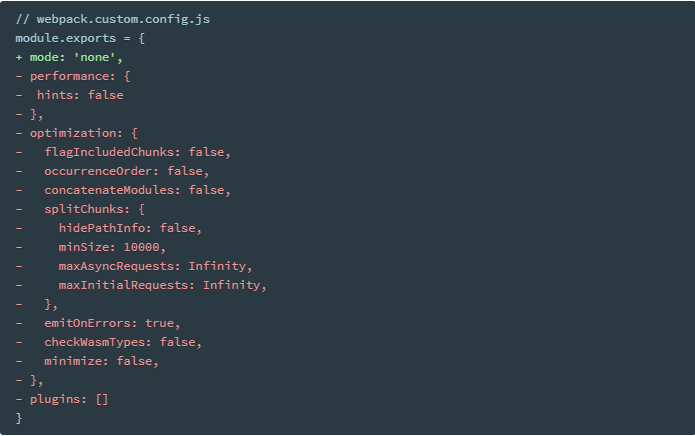 // webpack.custom.config.js
module.exports = {
+ mode: 'none',
- performance: {
-  hints: false
- },
- optimization: {
-   flagIncludedChunks: false,
-   occurrenceOrder: false,
-   concatenateModules: false,
-   splitChunks: {
-     hidePathInfo: false,
-     minSize: 10000,
-     maxAsyncRequests: Infinity,
-     maxInitialRequests: Infinity,
-   },
-   emitOnErrors: true,
-   checkWasmTypes: false,
-   minimize: false,
- },
- plugins: []
}